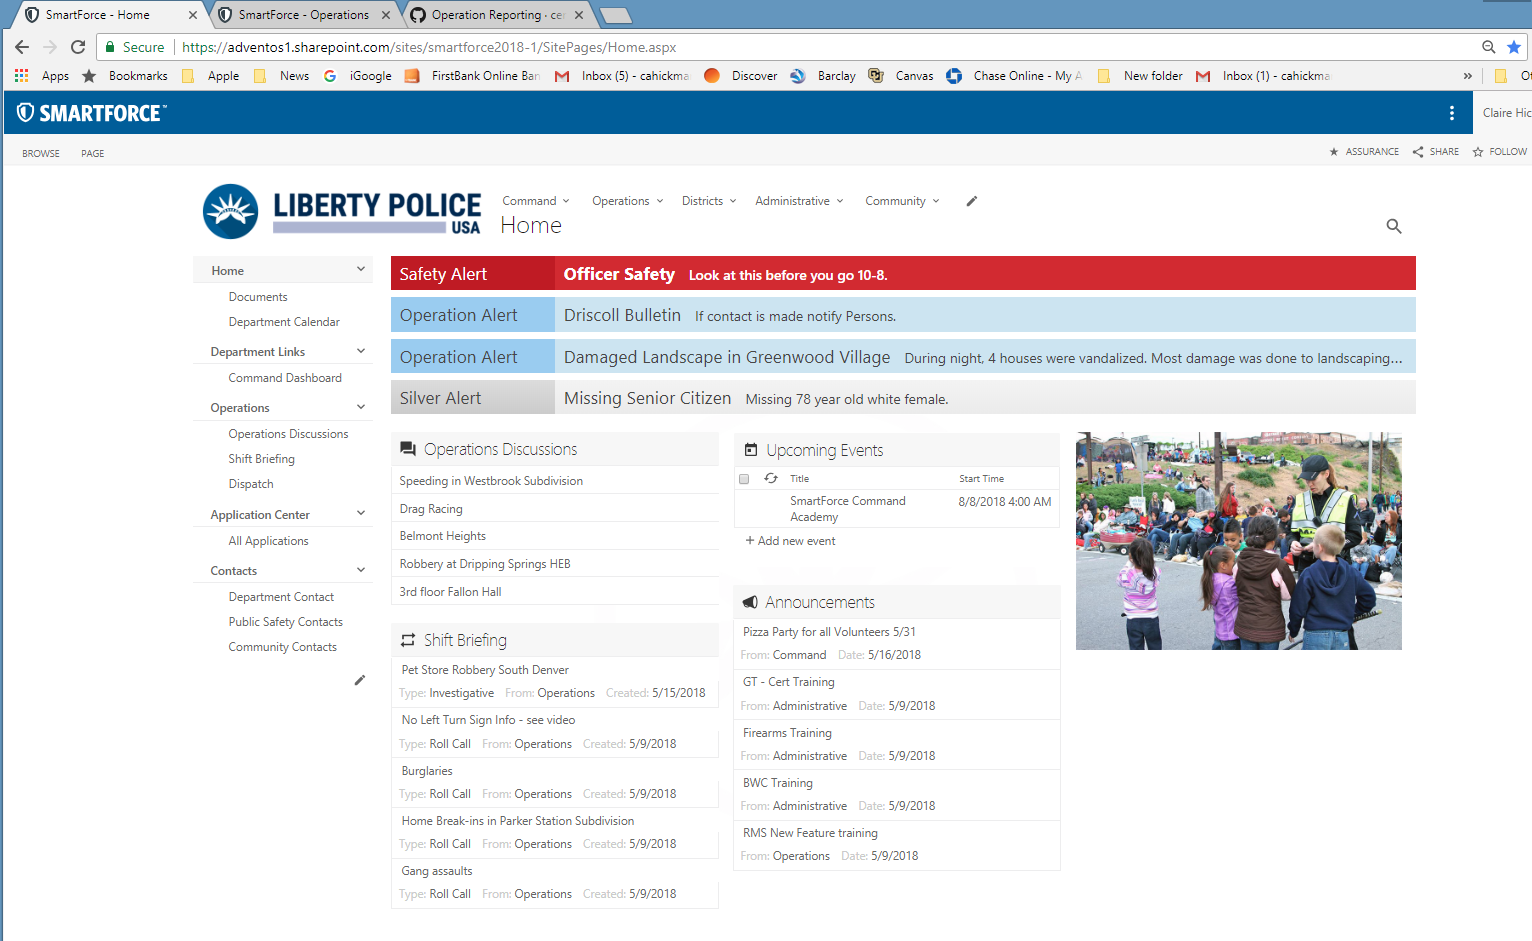 SmartForce - Home
SmartForce - Operations
Operation Reporting · cer
Secure https://adventos1.sharepoint.com/sites/smartforce2018-1/SitePages/Home.aspx
Apps Bookmarks Apple News iGoogle FirstBank Online Ban Inbox (5) - cahickma Discover Barclay Canvas Chase Online - My A New folder Inbox (1) - cahickma » Ot
SMARTFORCE™
Claire Hic
BROWSE PAGE
ASSURANCE SHARE FOLLOW
LIBERTY POLICE
USA
Command Operations Districts Administrative Community
Home
Home
Documents
Department Calendar
Department Links
Command Dashboard
Operations
Operations Discussions
Shift Briefing
Dispatch
Application Center
All Applications
Contacts
Department Contact
Public Safety Contacts
Community Contacts
Safety Alert Officer Safety Look at this before you go 10-8.
Operation Alert Driscoll Bulletin If contact is made notify Persons.
Operation Alert Damaged Landscape in Greenwood Village During night, 4 houses were vandalized. Most damage was done to landscaping...
Silver Alert Missing Senior Citizen Missing 78 year old white female.
Operations Discussions
Speeding in Westbrook Subdivision
Drag Racing
Belmont Heights
Robbery at Dripping Springs HEB
3rd floor Fallon Hall
Shift Briefing
Pet Store Robbery South Denver
Type: Investigative From: Operations Created: 5/15/2018
No Left Turn Sign Info - see video
Type: Roll Call From: Operations Created: 5/9/2018
Burglaries
Type: Roll Call From: Operations Created: 5/9/2018
Home Break-ins in Parker Station Subdivision
Type: Roll Call From: Operations Created: 5/9/2018
Gang assaults
Type: Roll Call From: Operations Created: 5/9/2018
Upcoming Events
Title Start Time
SmartForce Command 8/8/2018 4:00 AM
Academy
+ Add new event
Announcements
Pizza Party for all Volunteers 5/31
From: Command Date: 5/16/2018
GT - Cert Training
From: Administrative Date: 5/9/2018
Firearms Training
From: Administrative Date: 5/9/2018
BWC Training
From: Administrative Date: 5/9/2018
RMS New Feature training
From: Operations Date: 5/9/2018